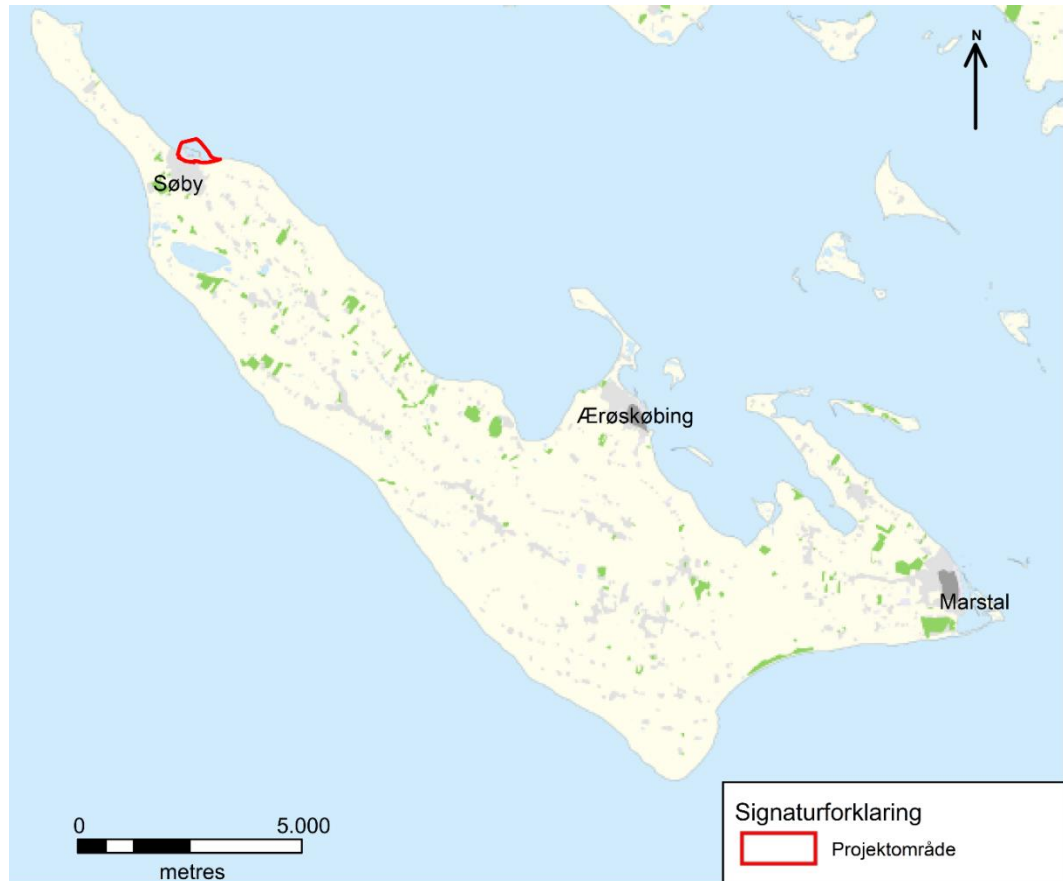 N
Søby
Ærøskøbing
Marstal
0 5.000
metres
Signaturforklaring
Projektområde